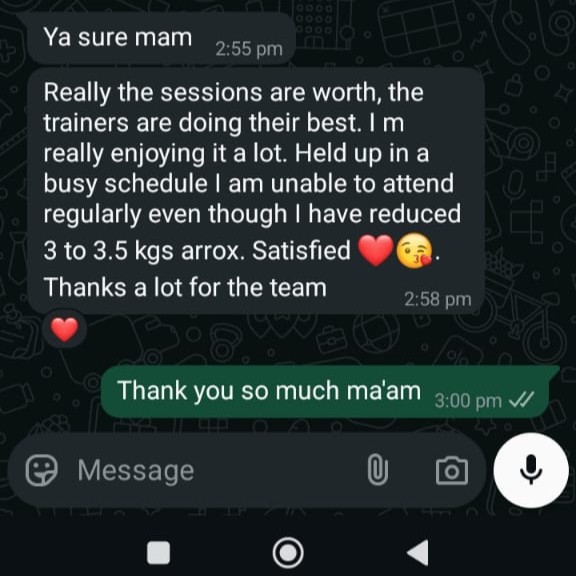 Ya sure mam
2:55 pm
Really the sessions are worth, the
trainers are doing their best. I m
really enjoying it a lot. Held up in a
busy schedule I am unable to attend
regularly even though I have reduced
3 to 3.5 kgs arrox. Satisfied ❤️😘.
Thanks a lot for the team
2:58 pm
❤️
Thank you so much ma'am
3:00 pm
Message